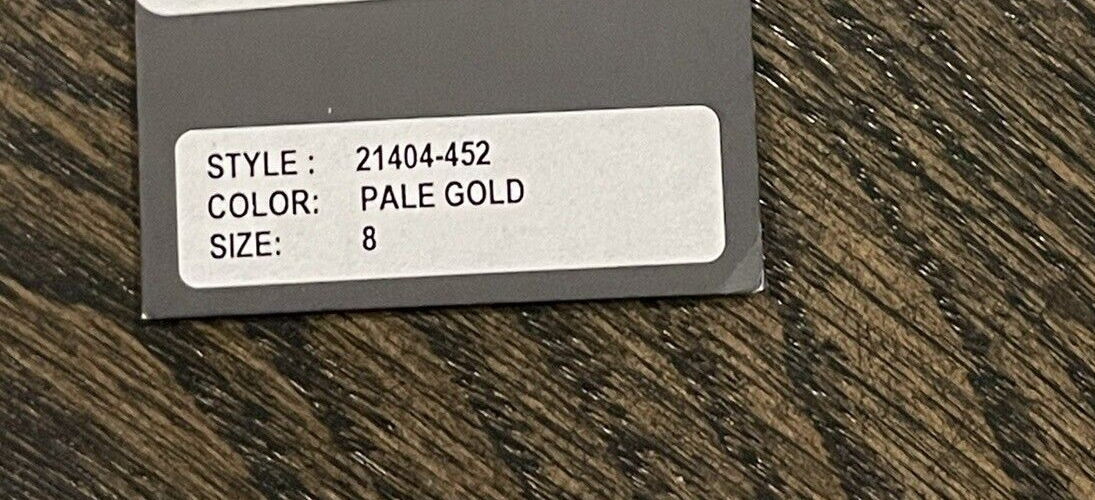 STYLE : 21404-452
COLOR: PALE GOLD
SIZE: 8